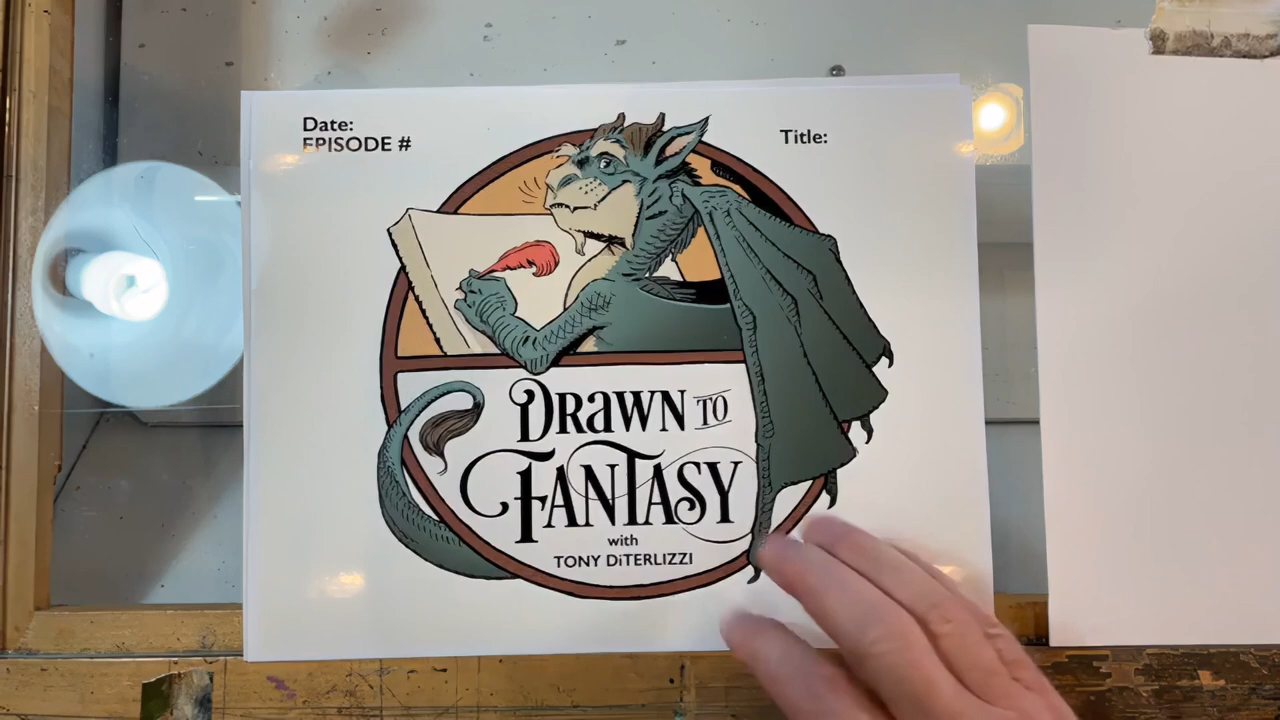 Date:
EPISODE #
Title:
DRAWN TO
FANTASY
with
TONY DiTERLIZZI